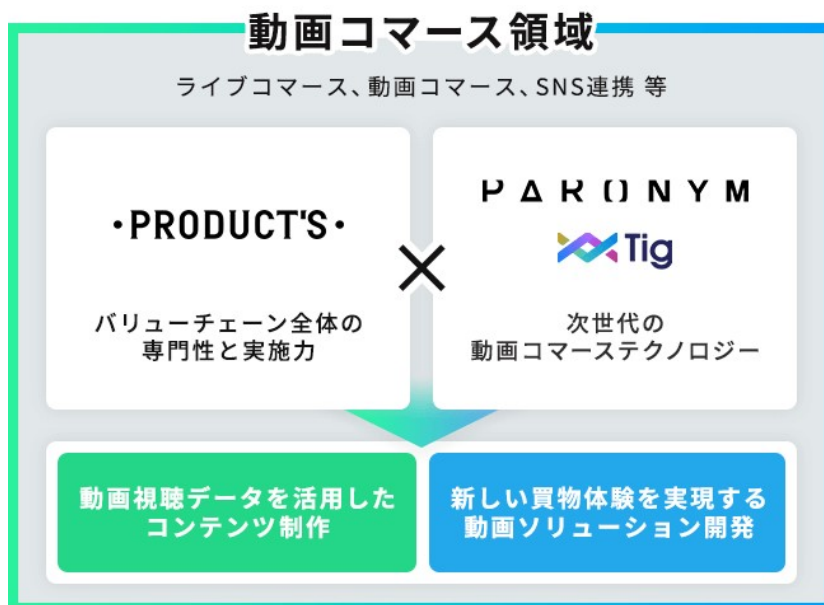 動画コマース領域
ライブコマース、動画コマース、SNS連携 等
・PRODUCT'S・
バリューチェーン全体の
専門性と実施力
×
PARONYM
Tig
次世代の
動画コマーステクノロジー
動画視聴データを活用した
コンテンツ制作
新しい買物体験を実現する
動画ソリューション開発